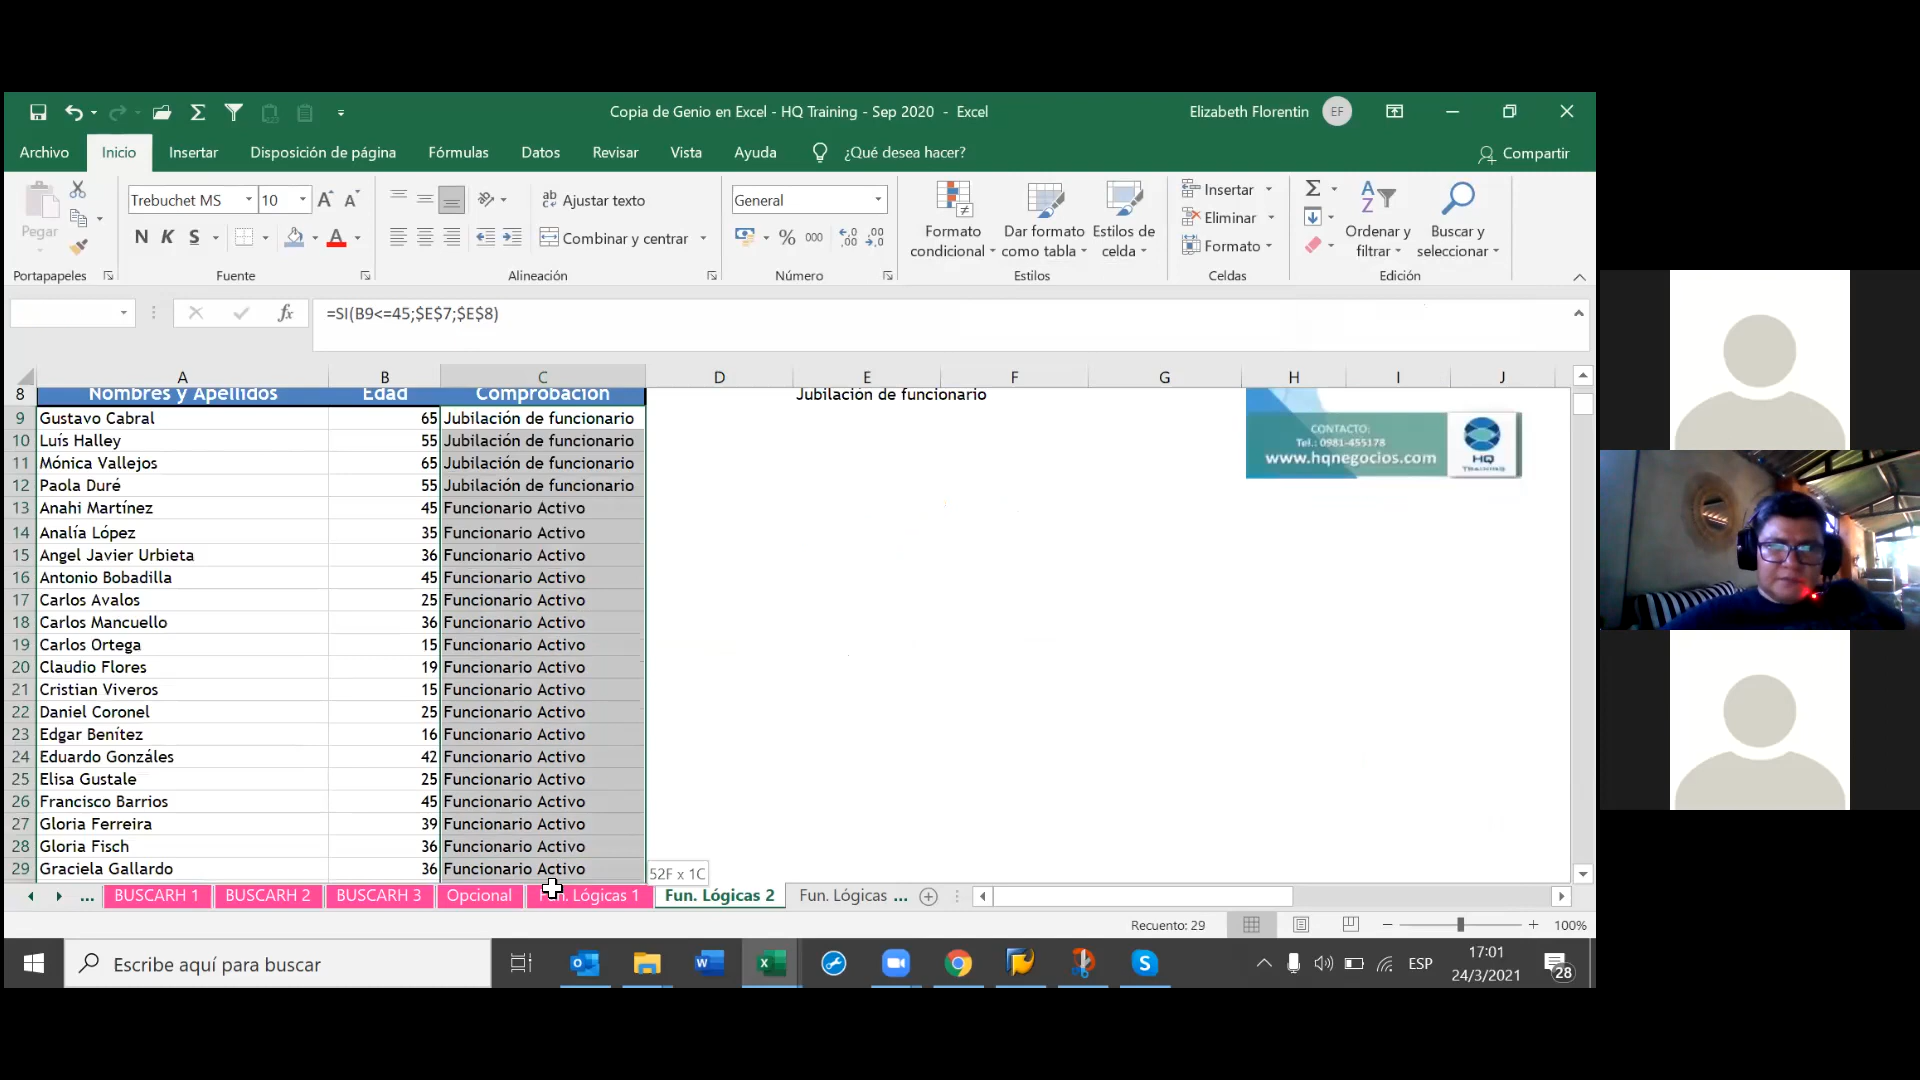 Copia de Genio en Excel - HQ Training - Sep 2020 - Excel
Elizabeth Florentin EF
Archivo Inicio Insertar Disposición de página Fórmulas Datos Revisar Vista Ayuda ¿Qué desea hacer? Compartir
Pegar
Portapapeles
Trebuchet MS 10
N K S
Fuente
Ajustar texto
Combinar y centrar
Alineación
General
% 000
Número
Formato condicional
Dar formato como tabla
Estilos de celda
Estilos
Insertar
Eliminar
Formato
Celdas
Ordenar y filtrar
Buscar y seleccionar
Edición
=SI(B9<=45;$E$7;$E$8)
A B C D E F G H I J
8 Nombres y Apellidos Edad Comprobación Jubilación de funcionario
9 Gustavo Cabral 65 Jubilación de funcionario
10 Luís Halley 55 Jubilación de funcionario
11 Mónica Vallejos 65 Jubilación de funcionario
12 Paola Duré 55 Jubilación de funcionario
13 Anahi Martínez 45 Funcionario Activo
14 Analía López 35 Funcionario Activo
15 Angel Javier Urbieta 36 Funcionario Activo
16 Antonio Bobadilla 45 Funcionario Activo
17 Carlos Avalos 25 Funcionario Activo
18 Carlos Mancuello 36 Funcionario Activo
19 Carlos Ortega 15 Funcionario Activo
20 Claudio Flores 19 Funcionario Activo
21 Cristian Viveros 15 Funcionario Activo
22 Daniel Coronel 25 Funcionario Activo
23 Edgar Benítez 16 Funcionario Activo
24 Eduardo Gonzáles 42 Funcionario Activo
25 Elisa Gustale 25 Funcionario Activo
26 Francisco Barrios 45 Funcionario Activo
27 Gloria Ferreira 39 Funcionario Activo
28 Gloria Fisch 36 Funcionario Activo
29 Graciela Gallardo 36 Funcionario Activo
CONTACTO:
Tel.: 0981-455178
www.hqnegocios.com
HQ
TRAINING
52F x 1C
... BUSCARH 1 BUSCARH 2 BUSCARH 3 Opcional Fun. Lógicas 1 Fun. Lógicas 2 Fun. Lógicas ...
Recuento: 29 100%
Escribe aquí para buscar
ESP
17:01
24/3/2021
28